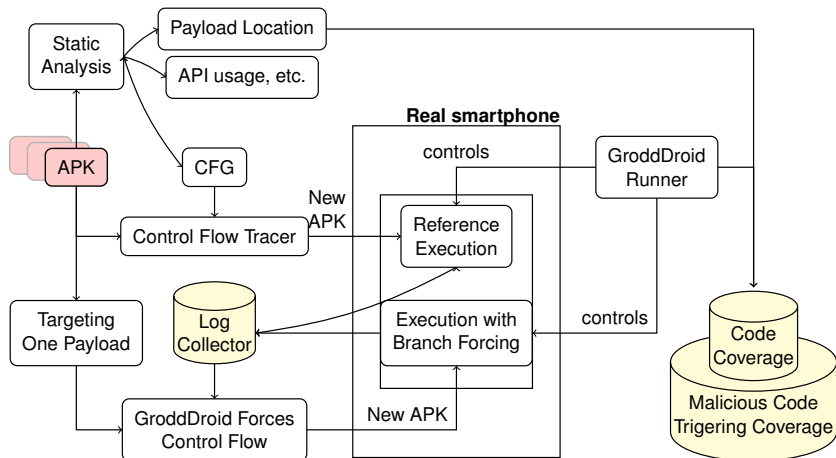 Payload Location
Static
Analysis
API usage, etc.
Real smartphone
controls
GroddDroid
Runner
APK
CFG
New
APK
Control Flow Tracer
Reference
Execution
Targeting
One Payload
Log
Collector
Execution with
Branch Forcing
controls
Code
Coverage
Malicious Code
Trigering Coverage
GroddDroid Forces
Control Flow
New APK